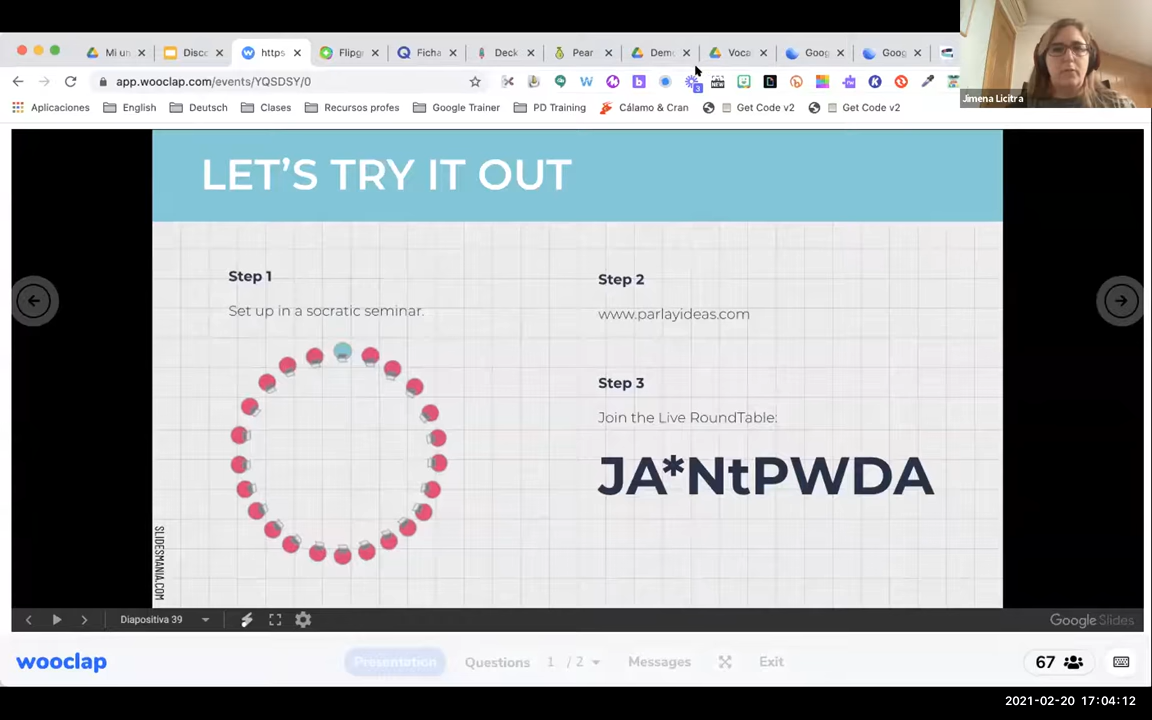 Mi un
Disco
https
Flipgr
Ficha
Deck
Pear
Demo
Voca
Goog
Goog
app.wooclap.com/events/YQSDSY/0
Aplicaciones
English
Deutsch
Clases
Recursos profes
Google Trainer
PD Training
Cálamo & Cran
Get Code v2
Get Code v2
Jimena Licitra
LET'S TRY IT OUT
Step 1
Set up in a socratic seminar.
Step 2
www.parlayideas.com
Step 3
Join the Live RoundTable:
JA*NtPWDA
SLIDESMANIA.COM
Diapositiva 39
Google Slides
wooclap
Presentation
Questions 1 / 2
Messages
Exit
67
2021-02-20 17:04:12